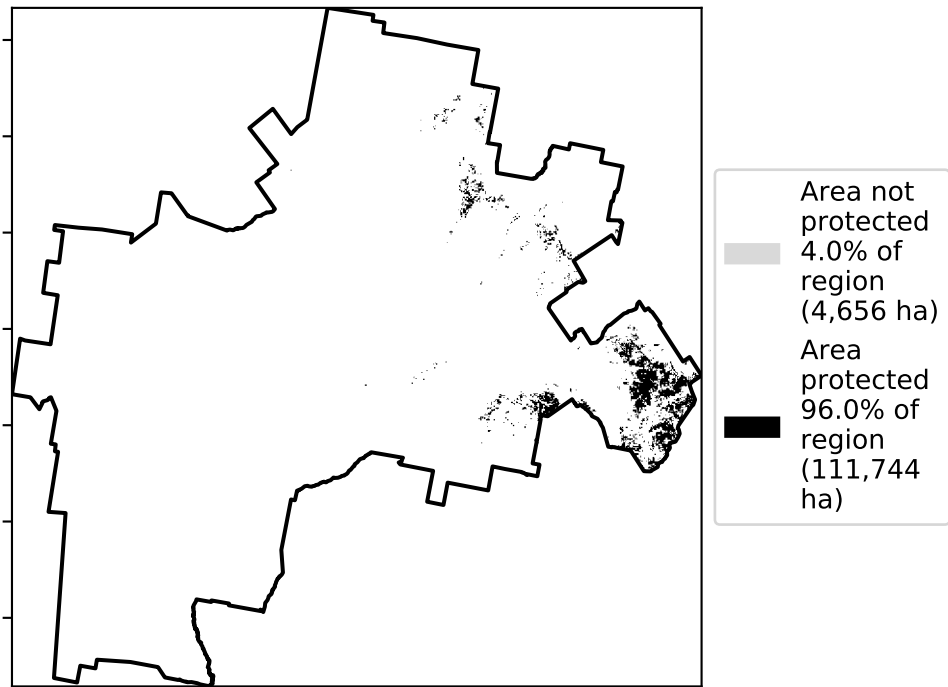 Area not
protected
4.0% of
region
(4,656 ha)
Area
protected
96.0% of
region
(111,744
ha)